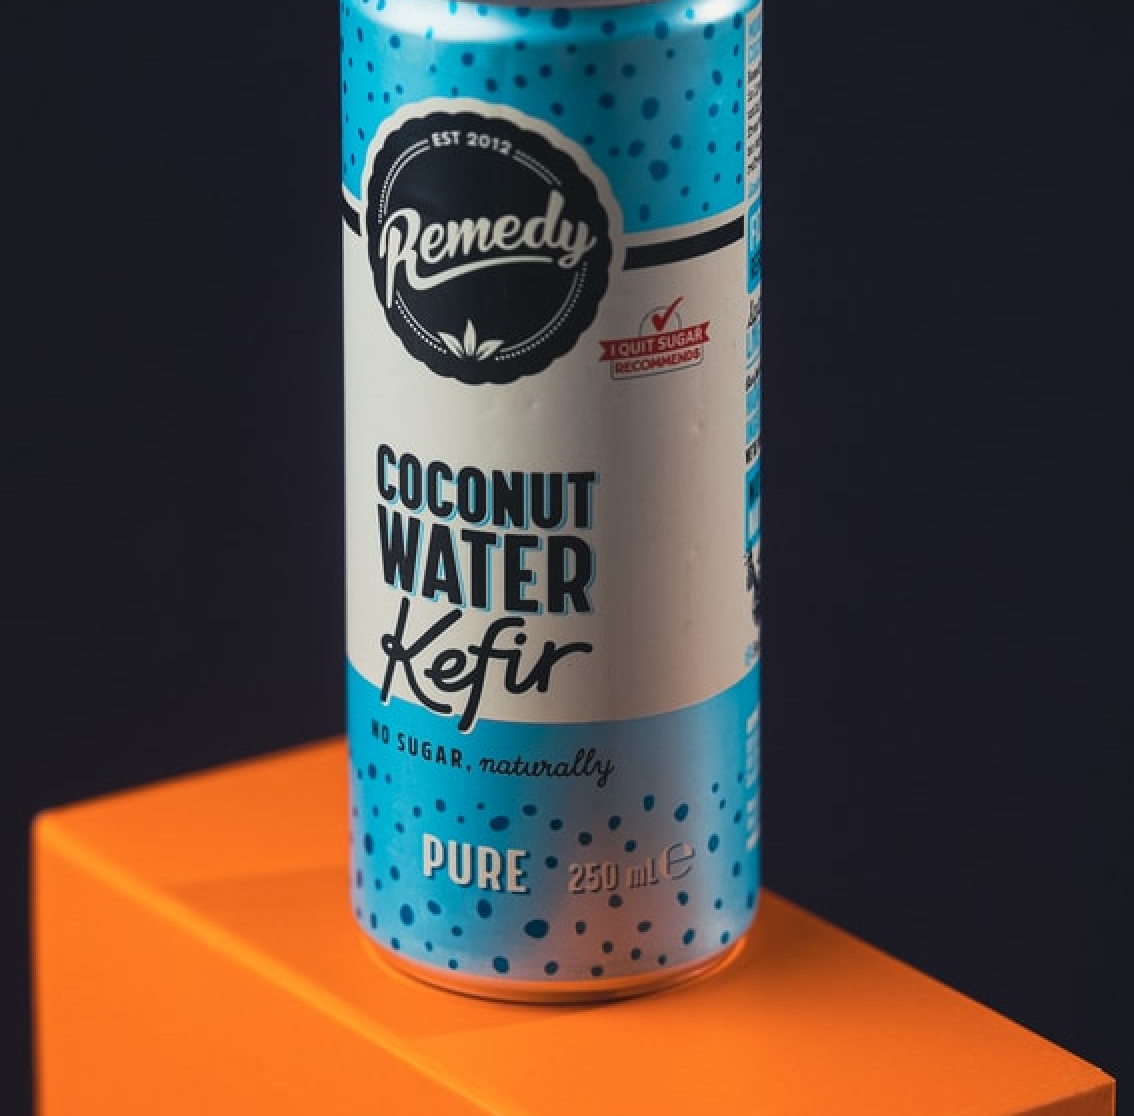 EST 2012
Remedy
I QUIT SUGAR
RECOMMENDS
COCONUT
WATER
Kefir
NO SUGAR, naturally
PURE 250 mL ℮